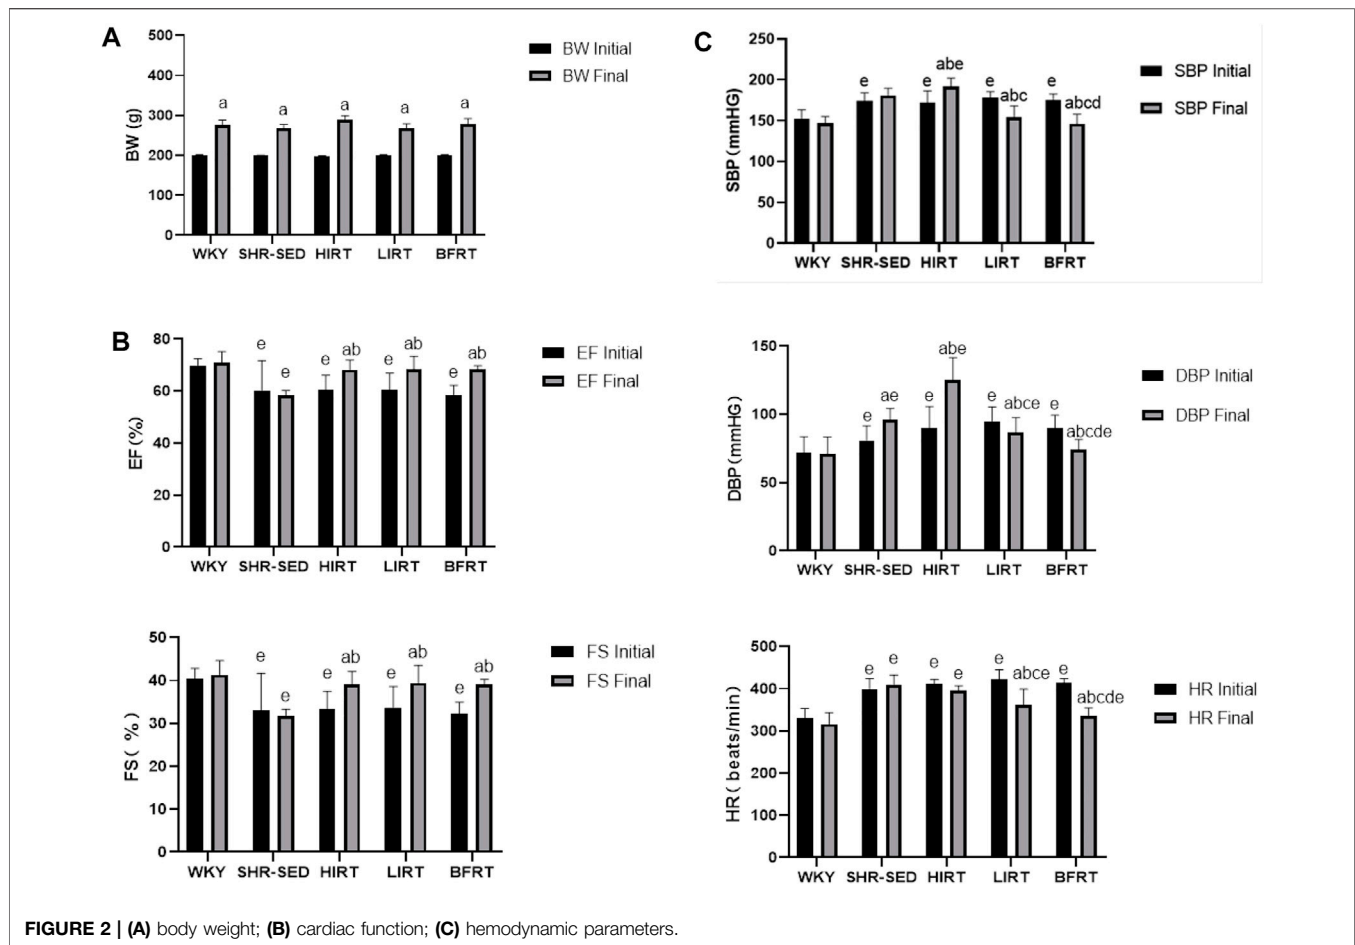 A
500
400
300
200
100
0
BW (g)
a
a
a
a
a
WKY SHR-SED HIRT LIRT BFRT
BW Initial
BW Final
B
80
60
40
20
0
EF(%)
e
e
e
ab
e
ab
e
ab
WKY SHR-SED HIRT LIRT BFRT
EF Initial
EF Final
50
40
30
20
10
0
FS( %)
e
e
e
ab
e
ab
e
ab
WKY SHR-SED HIRT LIRT BFRT
FS Initial
FS Final
C
250
200
150
100
50
0
SBP(mmHG)
e
e
abe
e
abc
e
abcd
WKY SHR-SED HIRT LIRT BFRT
SBP Initial
SBP Final
150
100
50
0
DBP(mmHG)
e
ae
e
abe
e
abce
e
abcde
WKY SHR-SED HIRT LIRT BFRT
DBP Initial
DBP Final
500
400
300
200
100
0
HR( beats/min)
e
e
e
e
e
abce
e
abcde
WKY SHR-SED HIRT LIRT BFRT
HR Initial
HR Final
FIGURE 2 | (A) body weight; (B) cardiac function; (C) hemodynamic parameters.